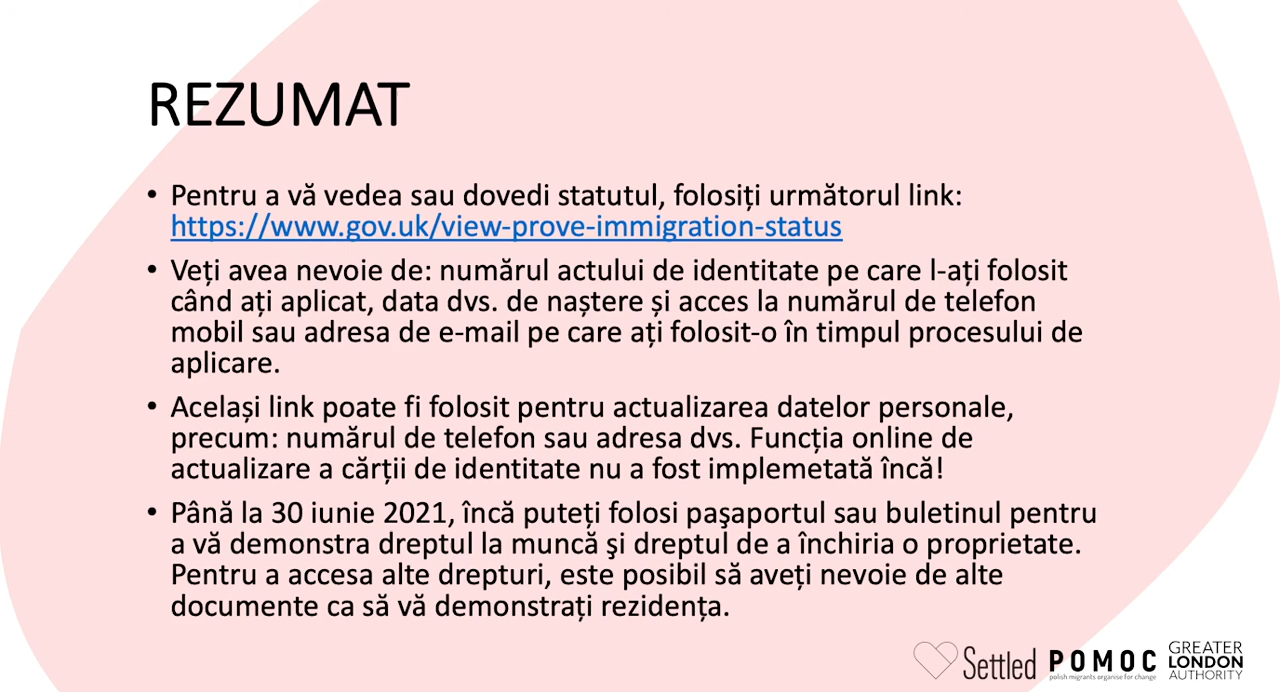 REZUMAT
• Pentru a vă vedea sau dovedi statutul, folosiți următorul link:
https://www.gov.uk/view-prove-immigration-status
• Veți avea nevoie de: numărul actului de identitate pe care l-ați folosit
când ați aplicat, data dvs. de naștere și acces la numărul de telefon
mobil sau adresa de e-mail pe care ați folosit-o în timpul procesului de
aplicare.
• Același link poate fi folosit pentru actualizarea datelor personale,
precum: numărul de telefon sau adresa dvs. Funcția online de
actualizare a cărții de identitate nu a fost implemetată încă!
• Până la 30 iunie 2021, încă puteți folosi paşaportul sau buletinul pentru
a vă demonstra dreptul la muncă şi dreptul de a închiria o proprietate.
Pentru a accesa alte drepturi, este posibil să aveți nevoie de alte
documente ca să vă demonstrați rezidența.
Settled
POMOC
polish migrants organise for change
GREATER
LONDON
AUTHORITY